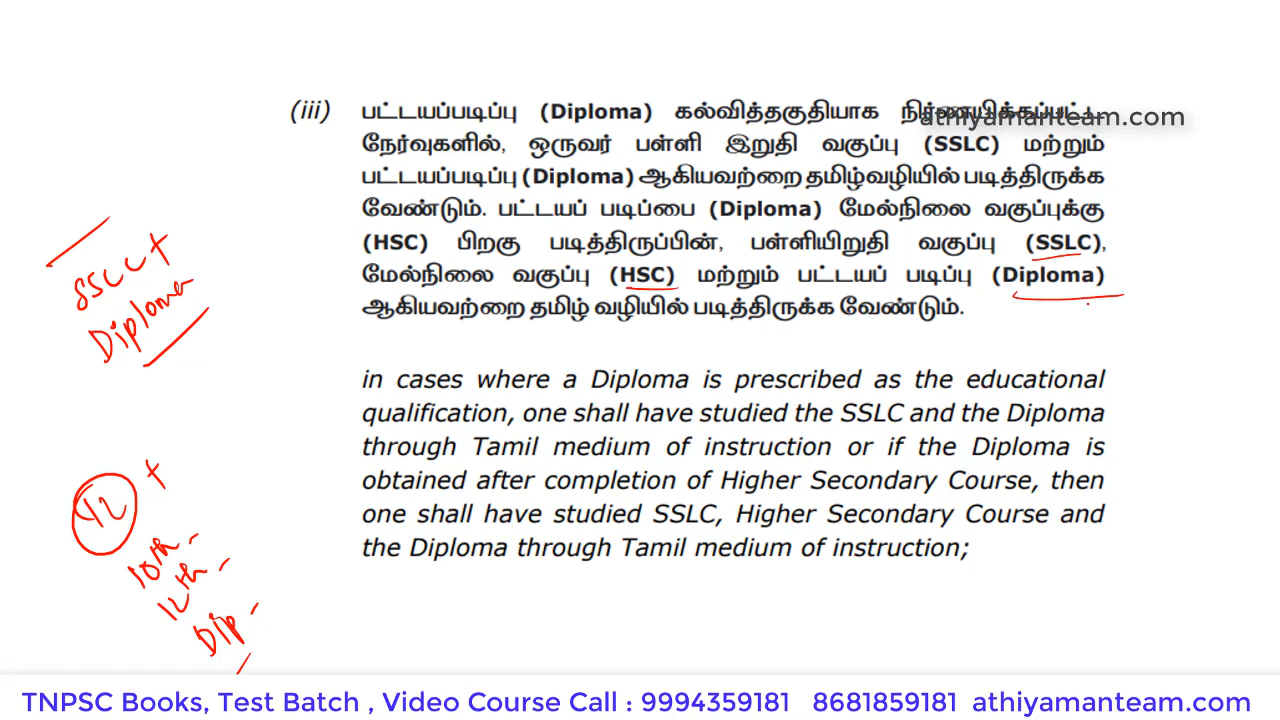 (iii) பட்டயப்படிப்பு (Diploma) கல்வித்தகுதியாக நிர்ணயிக்கப்பட்ட
athiyamanteam.com
நேர்வுகளில், ஒருவர் பள்ளி இறுதி வகுப்பு (SSLC) மற்றும்
பட்டயப்படிப்பு (Diploma) ஆகியவற்றை தமிழ்வழியில் படித்திருக்க
வேண்டும். பட்டயப் படிப்பை (Diploma) மேல்நிலை வகுப்புக்கு
(HSC) பிறகு படித்திருப்பின், பள்ளியிறுதி வகுப்பு (SSLC),
மேல்நிலை வகுப்பு (HSC) மற்றும் பட்டயப் படிப்பு (Diploma)
ஆகியவற்றை தமிழ் வழியில் படித்திருக்க வேண்டும்.
in cases where a Diploma is prescribed as the educational
qualification, one shall have studied the SSLC and the Diploma
through Tamil medium of instruction or if the Diploma is
obtained after completion of Higher Secondary Course, then
one shall have studied SSLC, Higher Secondary Course and
the Diploma through Tamil medium of instruction;
SSLC +
Diploma
12 +
10th -
12th -
Dip -
TNPSC Books, Test Batch , Video Course Call : 9994359181 8681859181 athiyamanteam.com